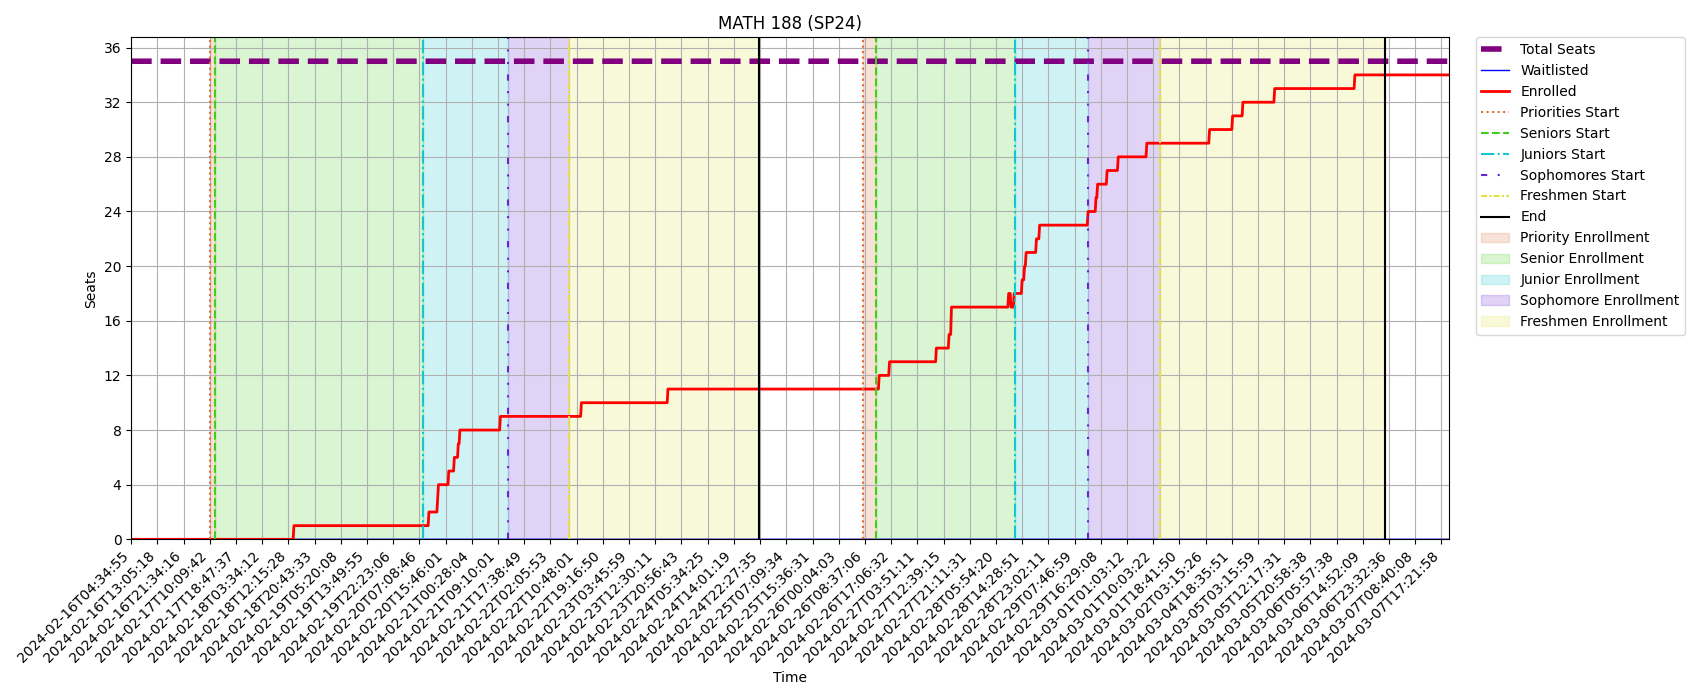 MATH 188 (SP24)
36
32
28
24
20
16
12
8
4
0
Seats
2024-02-16T04:34:55
2024-02-16T13:05:18
2024-02-16T21:34:16
2024-02-17T10:09:42
2024-02-17T18:47:37
2024-02-18T03:34:12
2024-02-18T12:15:28
2024-02-18T20:43:33
2024-02-19T05:20:08
2024-02-19T13:49:55
2024-02-19T22:23:06
2024-02-20T07:08:46
2024-02-20T15:46:01
2024-02-21T00:28:04
2024-02-21T09:10:01
2024-02-21T17:38:49
2024-02-22T02:05:53
2024-02-22T10:48:01
2024-02-22T19:16:50
2024-02-23T03:45:59
2024-02-23T12:30:11
2024-02-23T20:56:43
2024-02-24T05:34:25
2024-02-24T14:01:19
2024-02-24T22:27:35
2024-02-25T07:09:34
2024-02-25T15:36:31
2024-02-26T00:04:03
2024-02-26T08:37:06
2024-02-26T17:06:32
2024-02-27T03:51:11
2024-02-27T12:39:15
2024-02-27T21:11:31
2024-02-28T05:54:20
2024-02-28T14:28:51
2024-02-28T23:02:11
2024-02-29T07:46:59
2024-02-29T16:29:08
2024-03-01T01:03:12
2024-03-01T10:03:22
2024-03-01T18:41:50
2024-03-02T03:15:26
2024-03-04T18:35:51
2024-03-05T03:15:59
2024-03-05T12:17:31
2024-03-05T20:58:38
2024-03-06T05:57:38
2024-03-06T14:52:09
2024-03-06T23:32:36
2024-03-07T08:40:08
2024-03-07T17:21:58
Time
Total Seats
Waitlisted
Enrolled
Priorities Start
Seniors Start
Juniors Start
Sophomores Start
Freshmen Start
End
Priority Enrollment
Senior Enrollment
Junior Enrollment
Sophomore Enrollment
Freshmen Enrollment